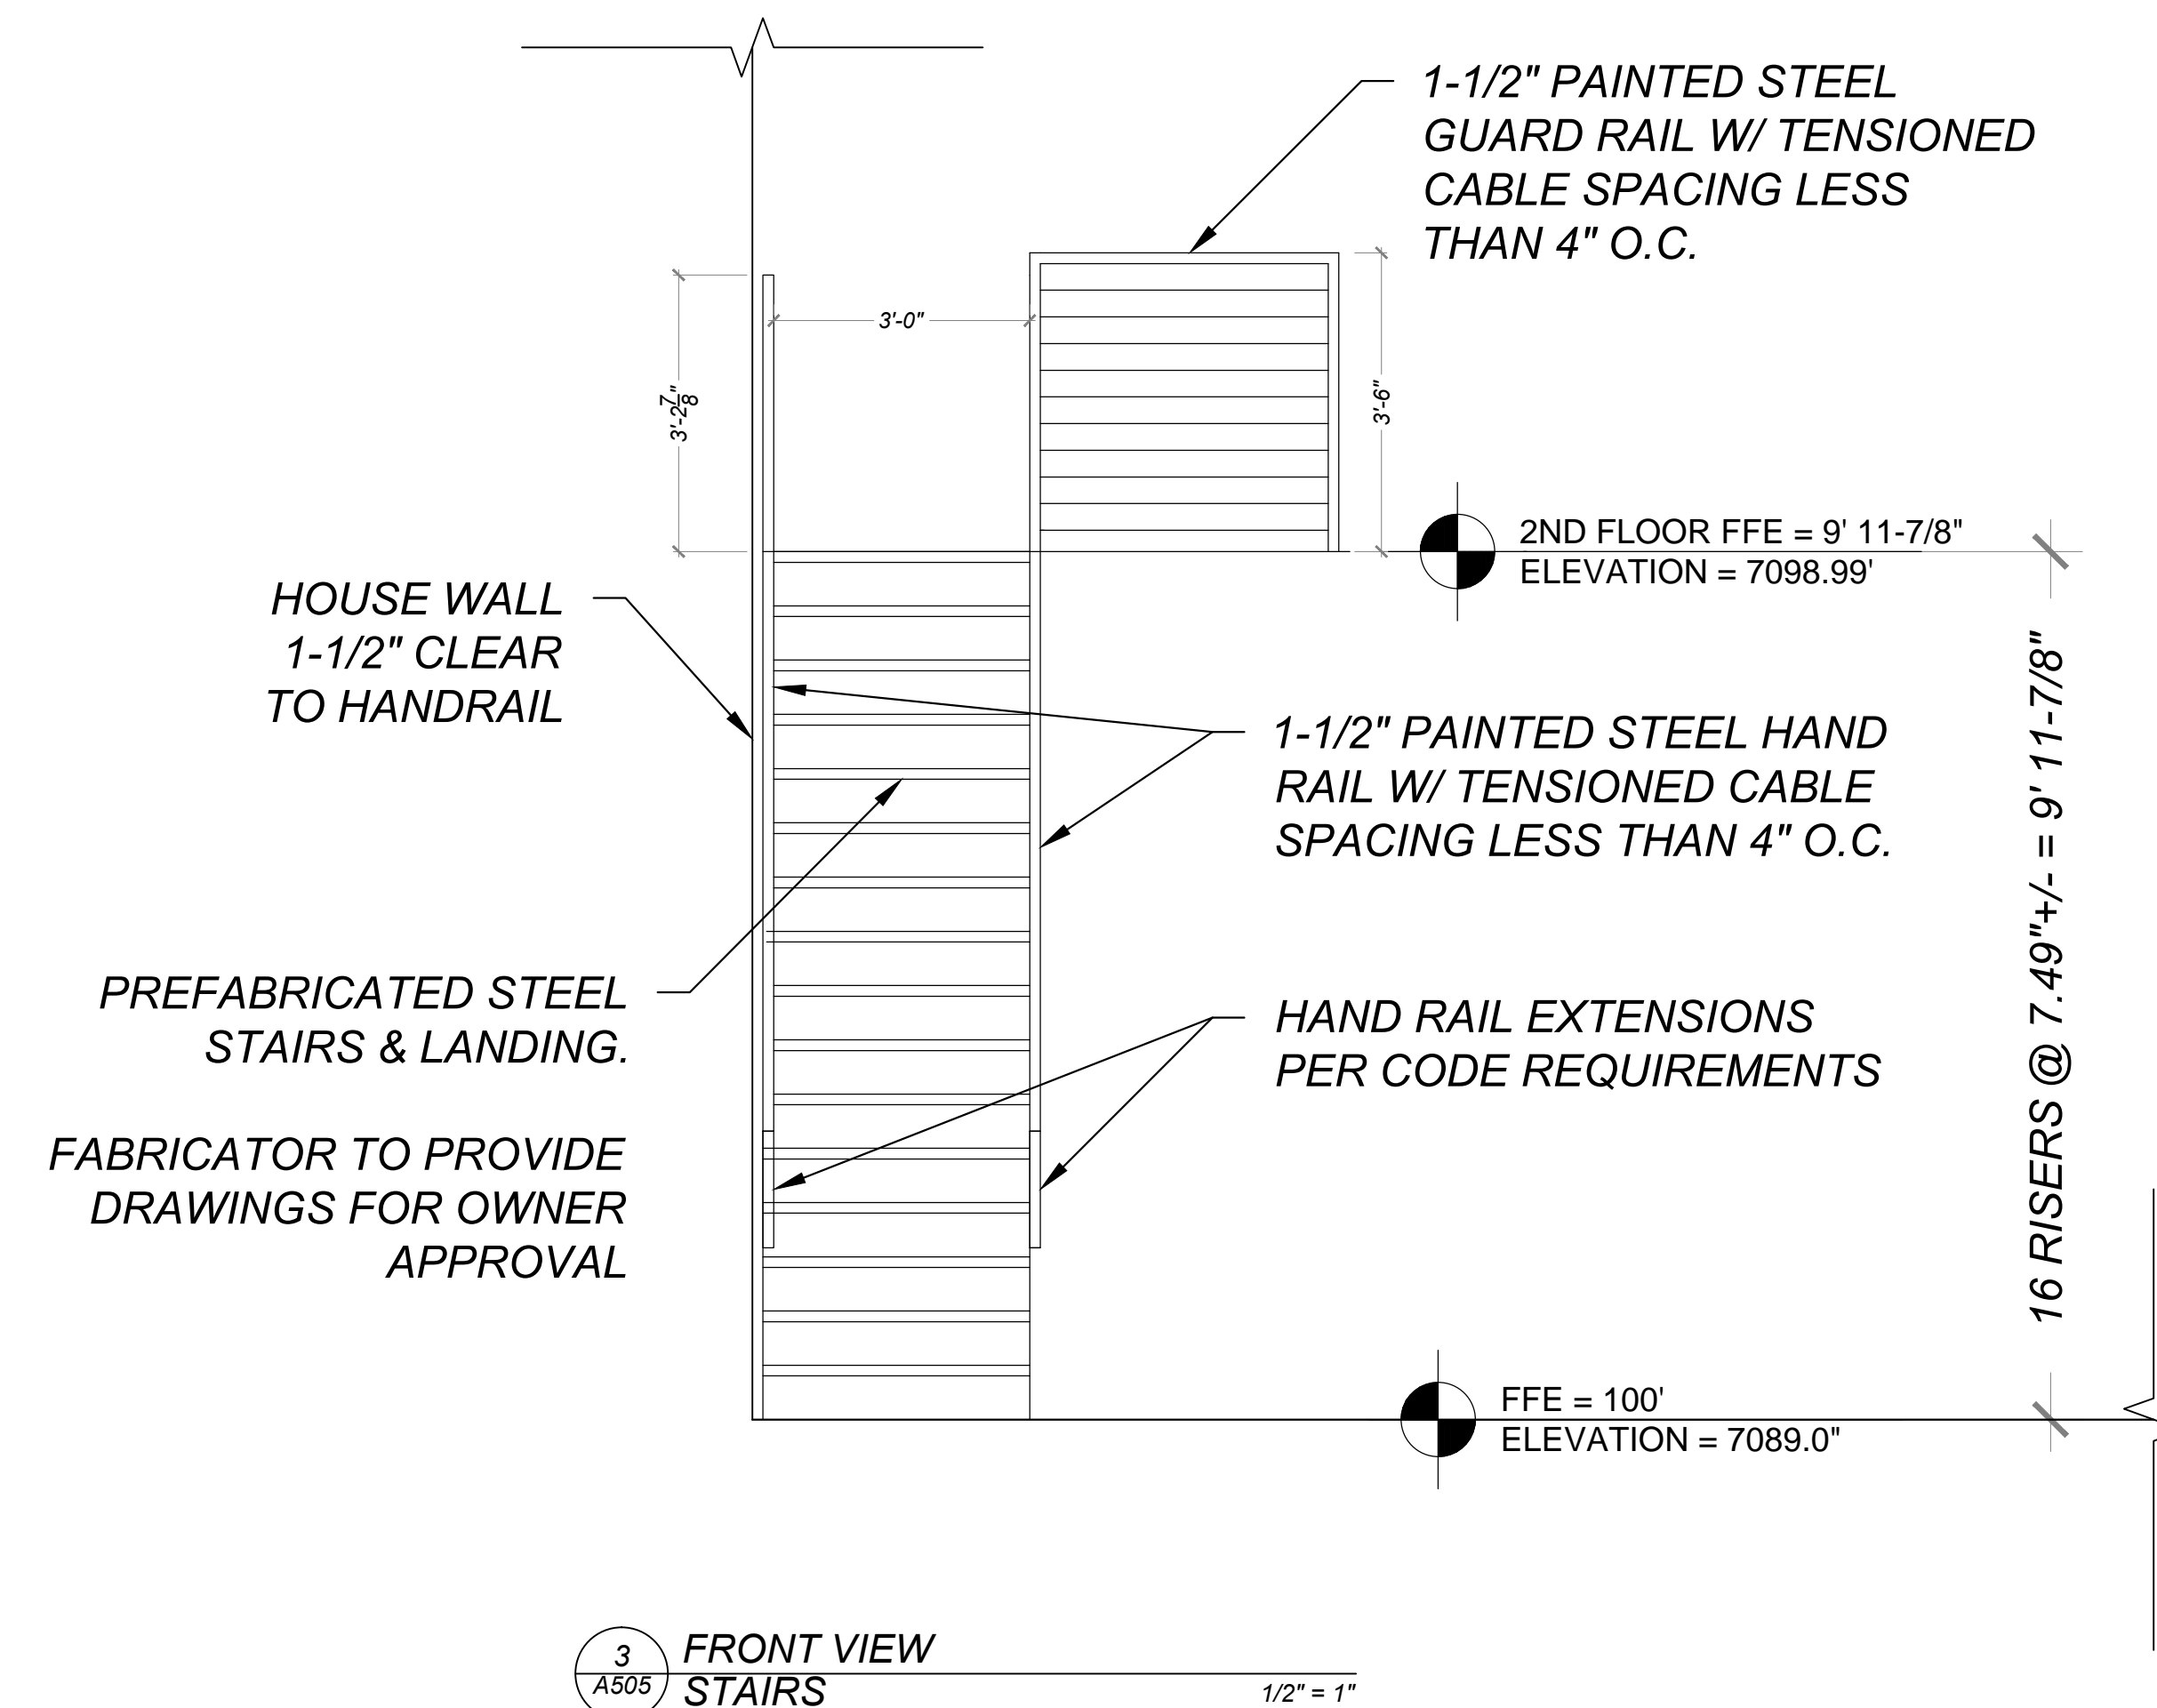 1-1/2" PAINTED STEEL
GUARD RAIL W/ TENSIONED
CABLE SPACING LESS
THAN 4" O.C.
3'-0"
3'-2 7/8"
3'-6"
2ND FLOOR FFE = 9' 11-7/8"
ELEVATION = 7098.99'
HOUSE WALL
1-1/2" CLEAR
TO HANDRAIL
1-1/2" PAINTED STEEL HAND
RAIL W/ TENSIONED CABLE
SPACING LESS THAN 4" O.C.
16 RISERS @ 7.49"+/- = 9' 11-7/8"
PREFABRICATED STEEL
STAIRS & LANDING.
HAND RAIL EXTENSIONS
PER CODE REQUIREMENTS
FABRICATOR TO PROVIDE
DRAWINGS FOR OWNER
APPROVAL
FFE = 100'
ELEVATION = 7089.0"
3
A505
FRONT VIEW
STAIRS
1/2" = 1"